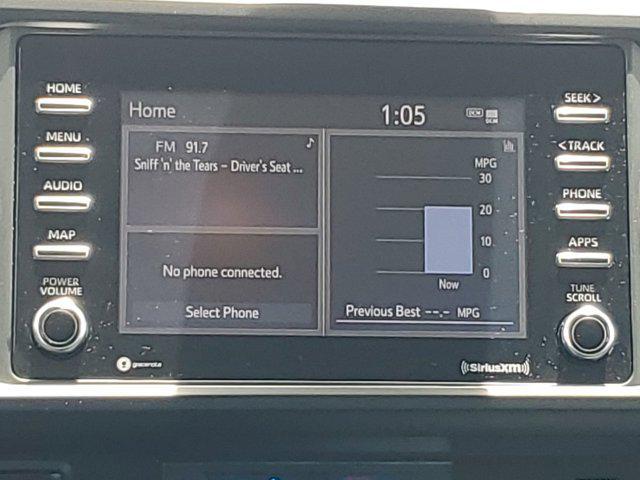 HOME
MENU
AUDIO
MAP
POWER
VOLUME
Home
1:05
DCM
DCM
FM 91.7
Sniff 'n' the Tears – Driver's Seat ...
No phone connected.
Select Phone
MPG
30
20
10
0
Now
Previous Best --.- MPG
SEEK >
< TRACK
PHONE
APPS
TUNE
SCROLL
gracenote
((SiriusXM))